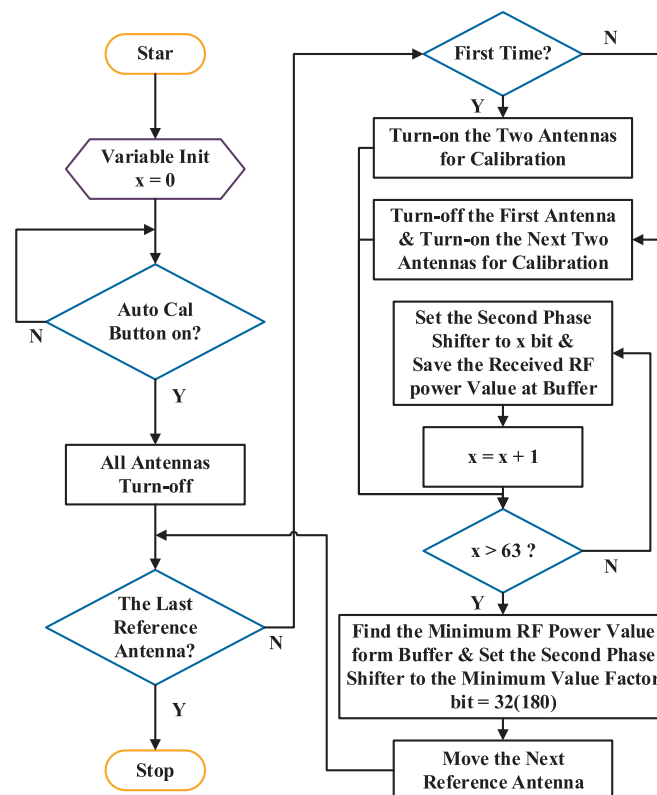 Star
Variable Init
x = 0
Auto Cal
Button on?
N
Y
All Antennas
Turn-off
The Last
Reference
Antenna?
N
Y
Stop
First Time?
N
Y
Turn-on the Two Antennas
for Calibration
Turn-off the First Antenna
& Turn-on the Next Two
Antennas for Calibration
Set the Second Phase
Shifter to x bit &
Save the Received RF
power Value at Buffer
x = x + 1
x > 63 ?
N
Y
Find the Minimum RF Power Value
form Buffer & Set the Second Phase
Shifter to the Minimum Value Factor
bit = 32(180)
Move the Next
Reference Antenna